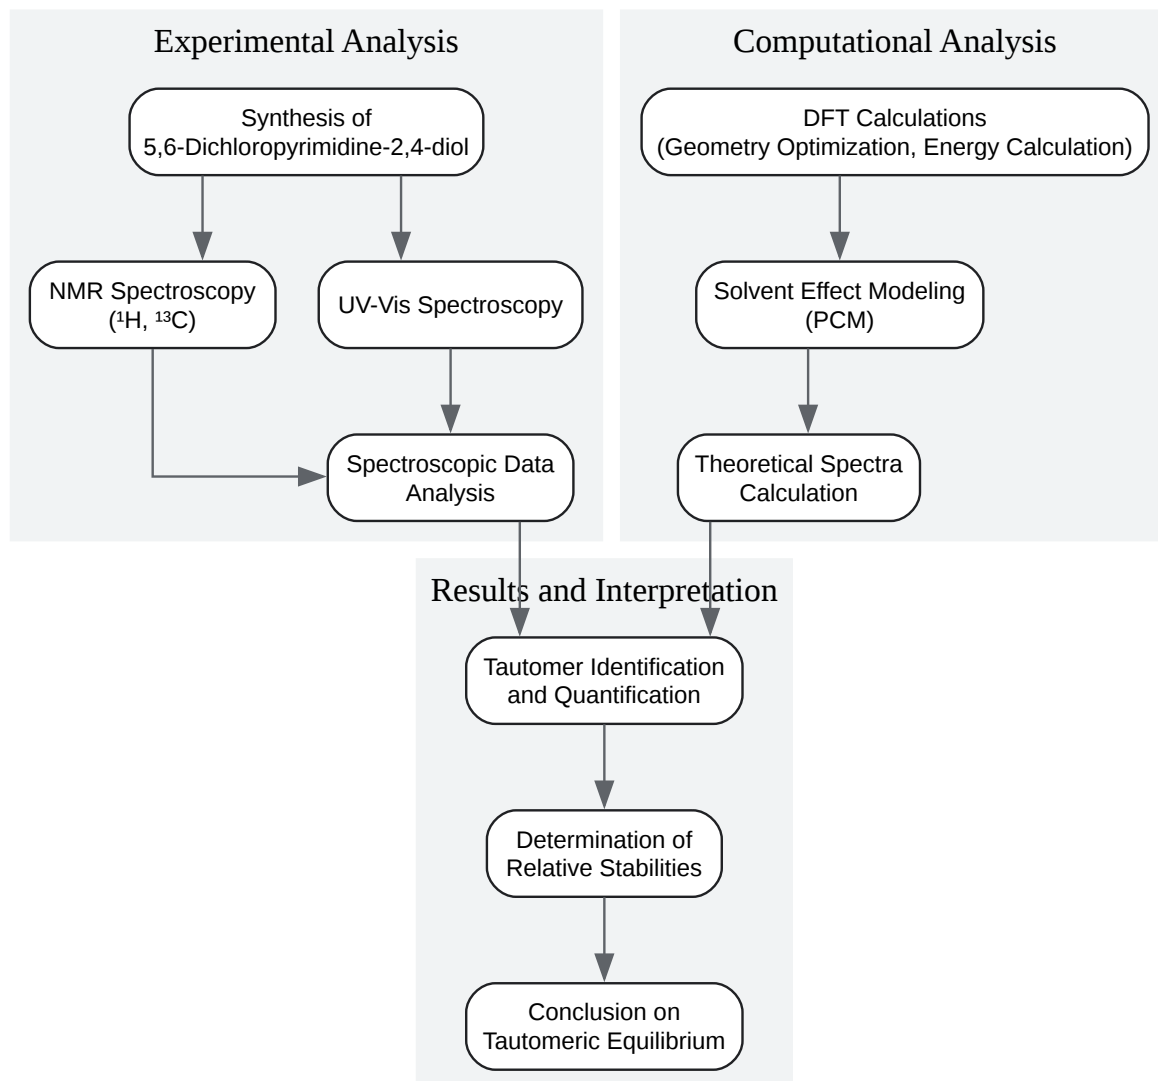 Experimental Analysis
Synthesis of
5,6-Dichloropyrimidine-2,4-diol
NMR Spectroscopy
(¹H, ¹³C)
UV-Vis Spectroscopy
Spectroscopic Data
Analysis
Computational Analysis
DFT Calculations
(Geometry Optimization, Energy Calculation)
Solvent Effect Modeling
(PCM)
Theoretical Spectra
Calculation
Results and Interpretation
Tautomer Identification
and Quantification
Determination of
Relative Stabilities
Conclusion on
Tautomeric Equilibrium